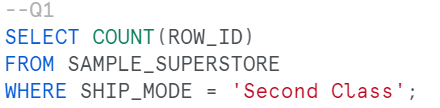 --Q1
SELECT COUNT(ROW_ID)
FROM SAMPLE_SUPERSTORE
WHERE SHIP_MODE = 'Second Class';